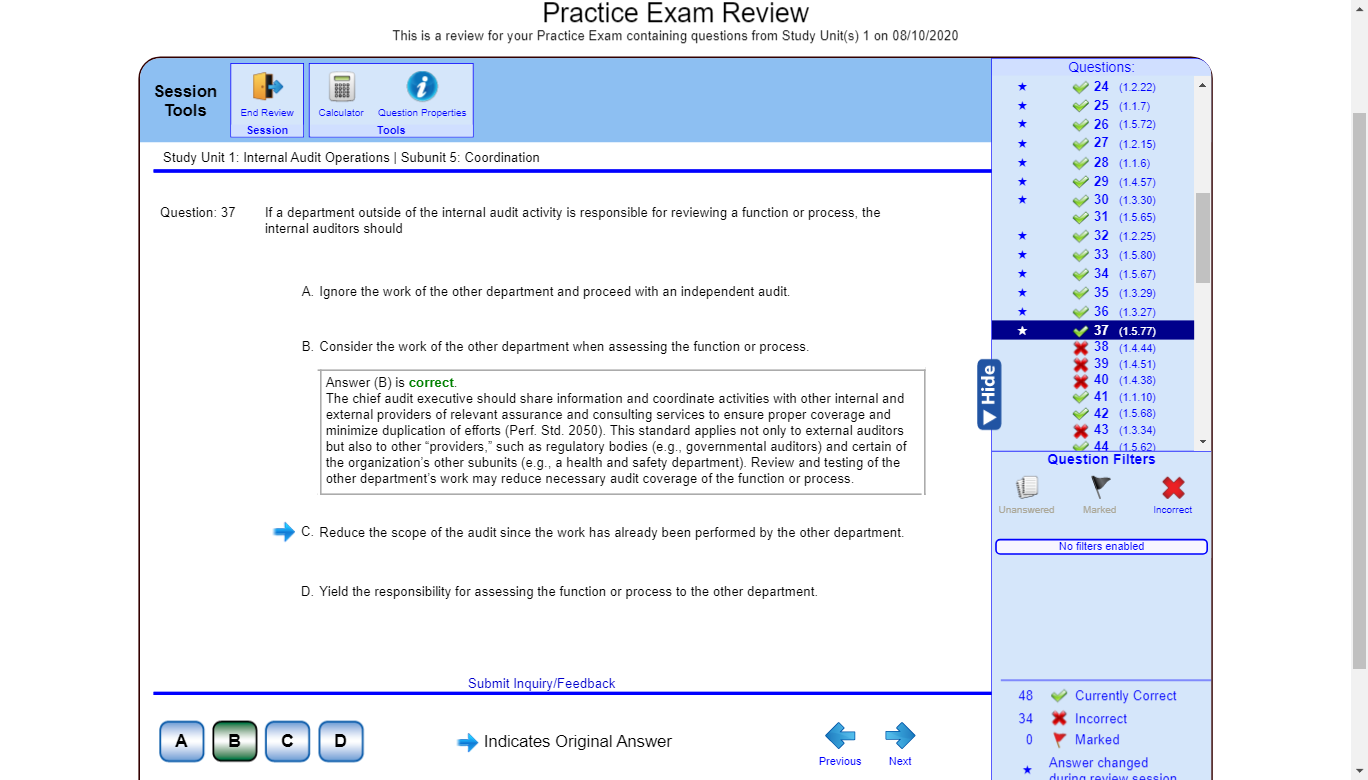 Practice Exam Review
This is a review for your Practice Exam containing questions from Study Unit(s) 1 on 08/10/2020
Session
Tools
End Review
Session
Calculator
Question Properties
Tools
Study Unit 1: Internal Audit Operations | Subunit 5: Coordination
Question: 37
If a department outside of the internal audit activity is responsible for reviewing a function or process, the
internal auditors should
A. Ignore the work of the other department and proceed with an independent audit.
B. Consider the work of the other department when assessing the function or process.
Answer (B) is correct.
The chief audit executive should share information and coordinate activities with other internal and
external providers of relevant assurance and consulting services to ensure proper coverage and
minimize duplication of efforts (Perf. Std. 2050). This standard applies not only to external auditors
but also to other “providers,” such as regulatory bodies (e.g., governmental auditors) and certain of
the organization’s other subunits (e.g., a health and safety department). Review and testing of the
other department’s work may reduce necessary audit coverage of the function or process.
C. Reduce the scope of the audit since the work has already been performed by the other department.
D. Yield the responsibility for assessing the function or process to the other department.
Submit Inquiry/Feedback
A B C D
Indicates Original Answer
Previous
Next
Questions:
24 (1.2.22)
25 (1.1.7)
26 (1.5.72)
27 (1.2.15)
28 (1.1.6)
29 (1.4.57)
30 (1.3.30)
31 (1.5.65)
32 (1.2.25)
33 (1.5.80)
34 (1.5.67)
35 (1.3.29)
36 (1.3.27)
37 (1.5.77)
38 (1.4.44)
39 (1.4.51)
40 (1.4.38)
41 (1.1.10)
42 (1.5.68)
43 (1.3.34)
44 (1.5.62)
Hide
Question Filters
Unanswered
Marked
Incorrect
No filters enabled
48 Currently Correct
34 Incorrect
0 Marked
Answer changed
during review session